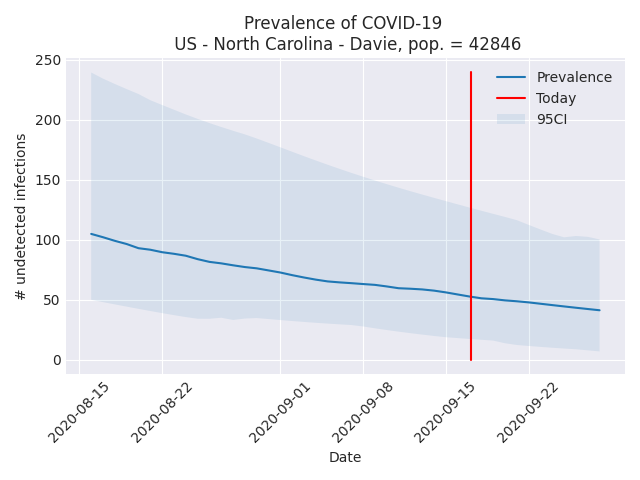 Prevalence of COVID-19
US - North Carolina - Davie, pop. = 42846
250
200
150
100
50
0
# undetected infections
Prevalence
Today
95CI
2020-08-15
2020-08-22
2020-09-01
2020-09-08
2020-09-15
2020-09-22
Date